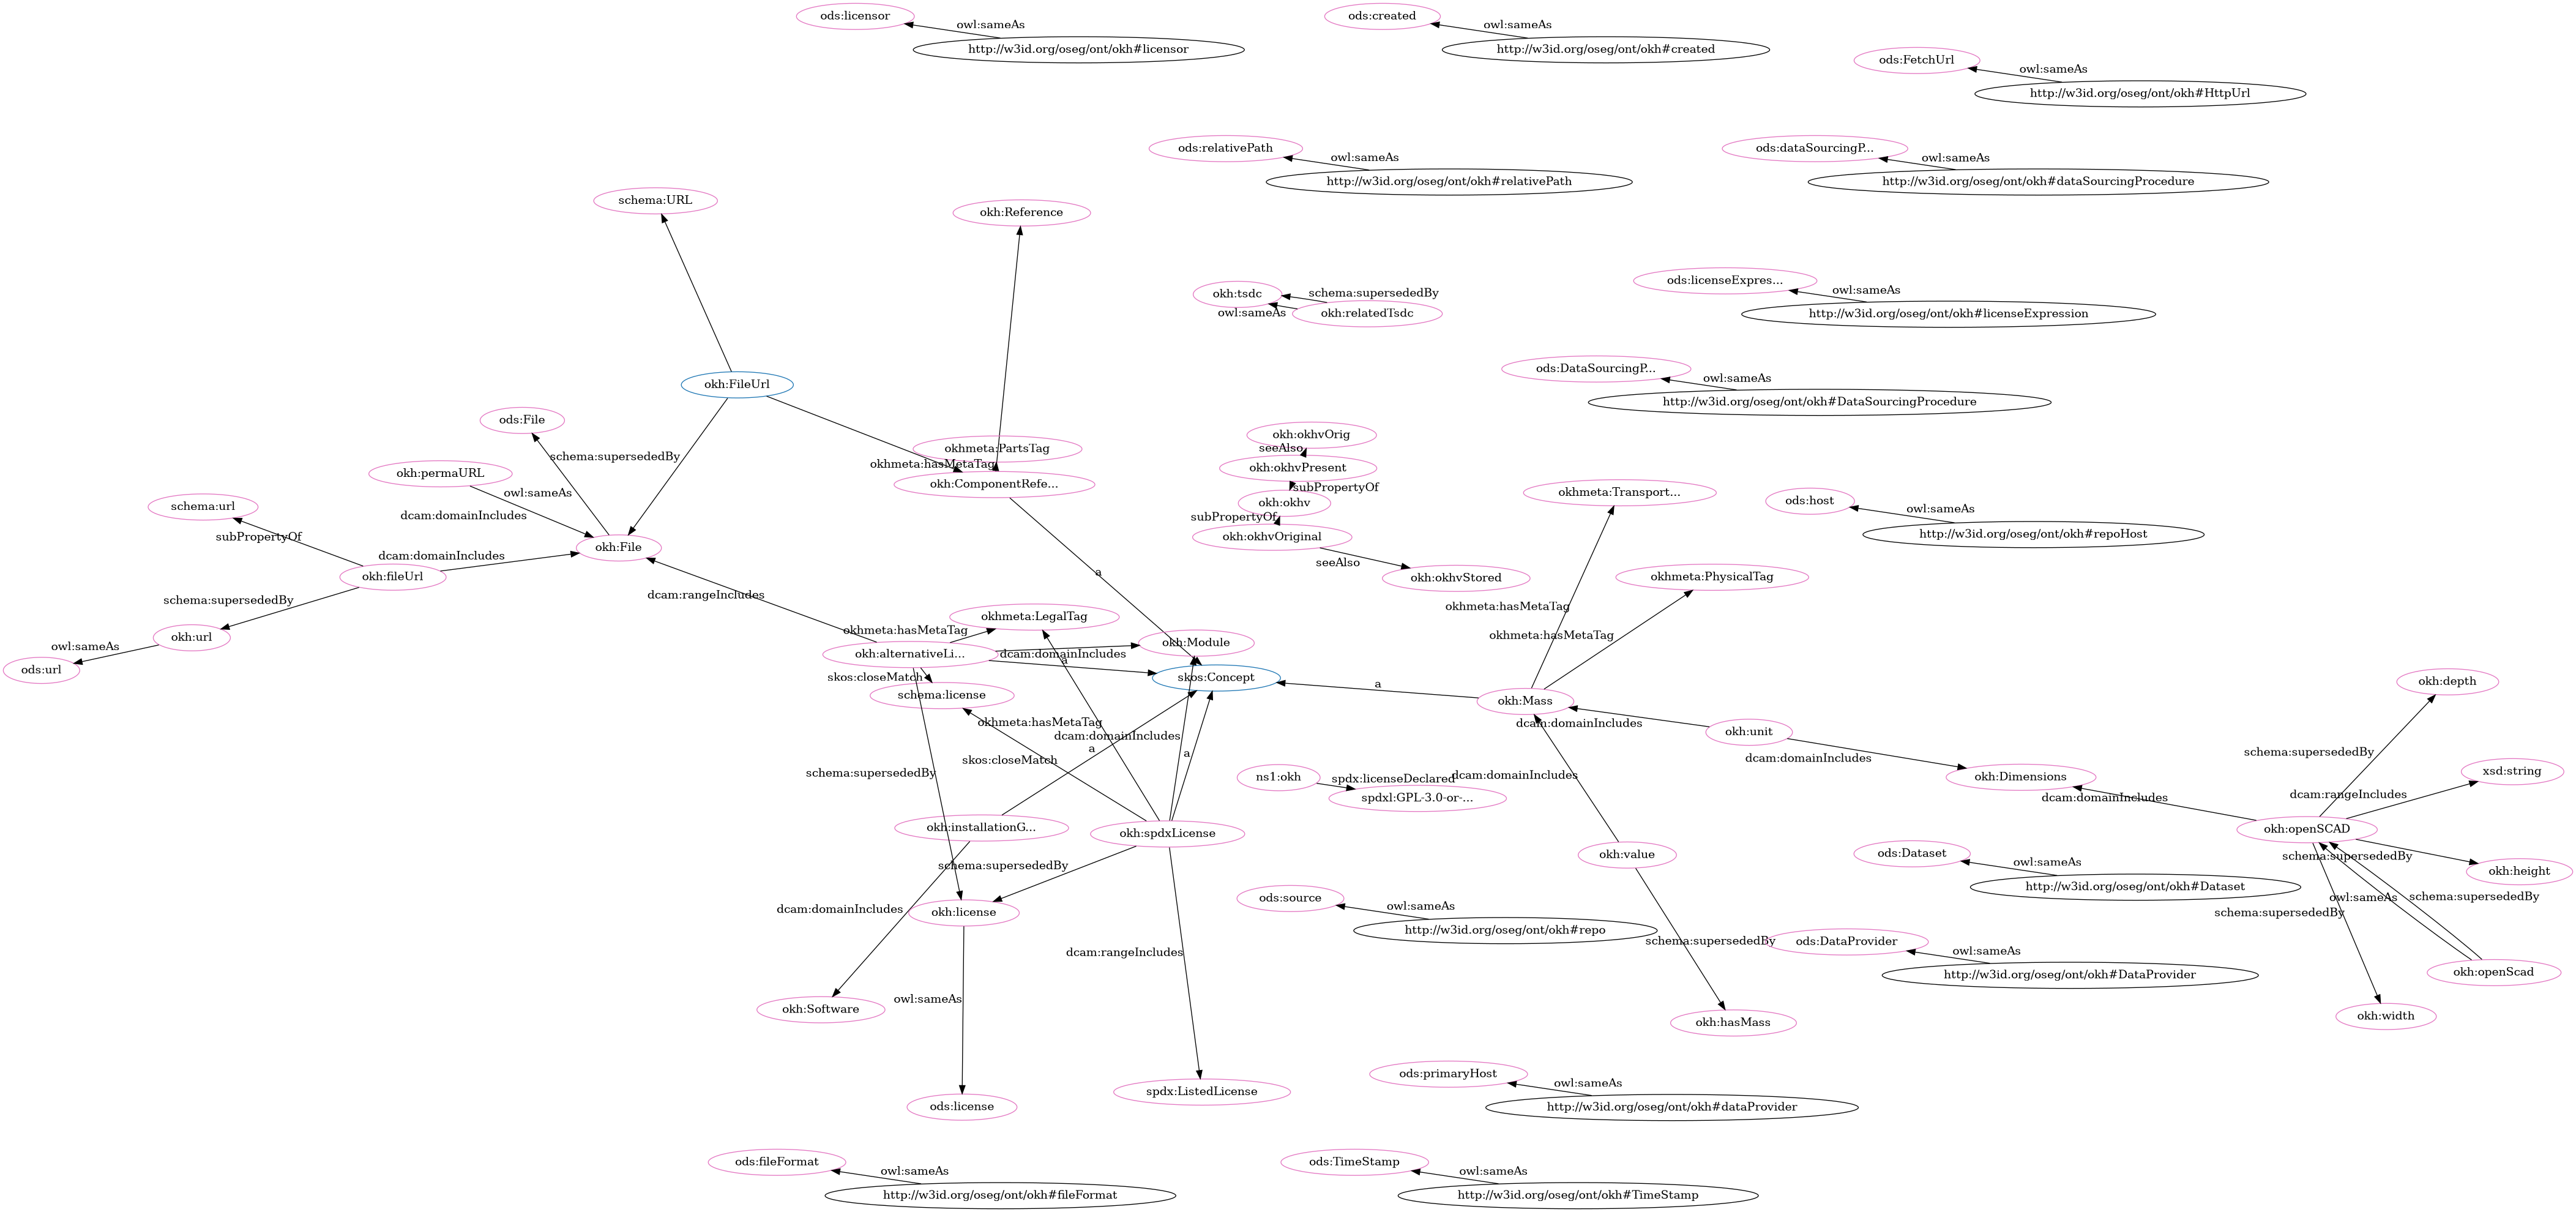 ods:licensor
owl:sameAs
http://w3id.org/oseg/ont/okh#licensor
ods:created
owl:sameAs
http://w3id.org/oseg/ont/okh#created
ods:FetchUrl
owl:sameAs
http://w3id.org/oseg/ont/okh#HttpUrl
ods:relativePath
owl:sameAs
http://w3id.org/oseg/ont/okh#relativePath
ods:dataSourcingP...
owl:sameAs
http://w3id.org/oseg/ont/okh#dataSourcingProcedure
schema:URL
okh:Reference
okh:tsdc
schema:supersededBy
owl:sameAs
okh:relatedTsdc
ods:licenseExpres...
owl:sameAs
http://w3id.org/oseg/ont/okh#licenseExpression
ods:DataSourcingP...
owl:sameAs
http://w3id.org/oseg/ont/okh#DataSourcingProcedure
okh:FileUrl
ods:File
schema:supersededBy
okhmeta:PartsTag
okhmeta:hasMetaTag
okh:ComponentRefe...
okh:okhvOrig
seeAlso
okh:okhvPresent
subPropertyOf
okh:okhv
subPropertyOf
okh:okhvOriginal
seeAlso
okh:okhvStored
okh:permaURL
owl:sameAs
dcam:domainIncludes
schema:url
subPropertyOf
dcam:domainIncludes
okh:File
okh:fileUrl
schema:supersededBy
okh:url
owl:sameAs
ods:url
okhmeta:Transport...
okhmeta:hasMetaTag
okhmeta:PhysicalTag
okhmeta:hasMetaTag
ods:host
owl:sameAs
http://w3id.org/oseg/ont/okh#repoHost
a
dcam:rangeIncludes
okhmeta:LegalTag
okhmeta:hasMetaTag
okh:Module
okh:alternativeLi...
dcam:domainIncludes
a
skos:closeMatch
skos:Concept
schema:license
a
okh:Mass
okhmeta:hasMetaTag
dcam:domainIncludes
a
a
skos:closeMatch
schema:supersededBy
dcam:domainIncludes
okh:unit
dcam:domainIncludes
okh:Dimensions
okh:depth
schema:supersededBy
xsd:string
dcam:rangeIncludes
dcam:domainIncludes
okh:openSCAD
schema:supersededBy
okh:height
ns1:okh
spdx:licenseDeclared
spdxl:GPL-3.0-or-...
dcam:domainIncludes
okh:installationG...
okh:spdxLicense
schema:supersededBy
okh:value
ods:Dataset
owl:sameAs
http://w3id.org/oseg/ont/okh#Dataset
owl:sameAs
schema:supersededBy
schema:supersededBy
okh:openScad
okh:width
dcam:domainIncludes
okh:license
ods:source
owl:sameAs
http://w3id.org/oseg/ont/okh#repo
schema:supersededBy
ods:DataProvider
owl:sameAs
http://w3id.org/oseg/ont/okh#DataProvider
dcam:rangeIncludes
owl:sameAs
okh:Software
okh:hasMass
ods:license
spdx:ListedLicense
ods:primaryHost
owl:sameAs
http://w3id.org/oseg/ont/okh#dataProvider
ods:fileFormat
owl:sameAs
http://w3id.org/oseg/ont/okh#fileFormat
ods:TimeStamp
owl:sameAs
http://w3id.org/oseg/ont/okh#TimeStamp